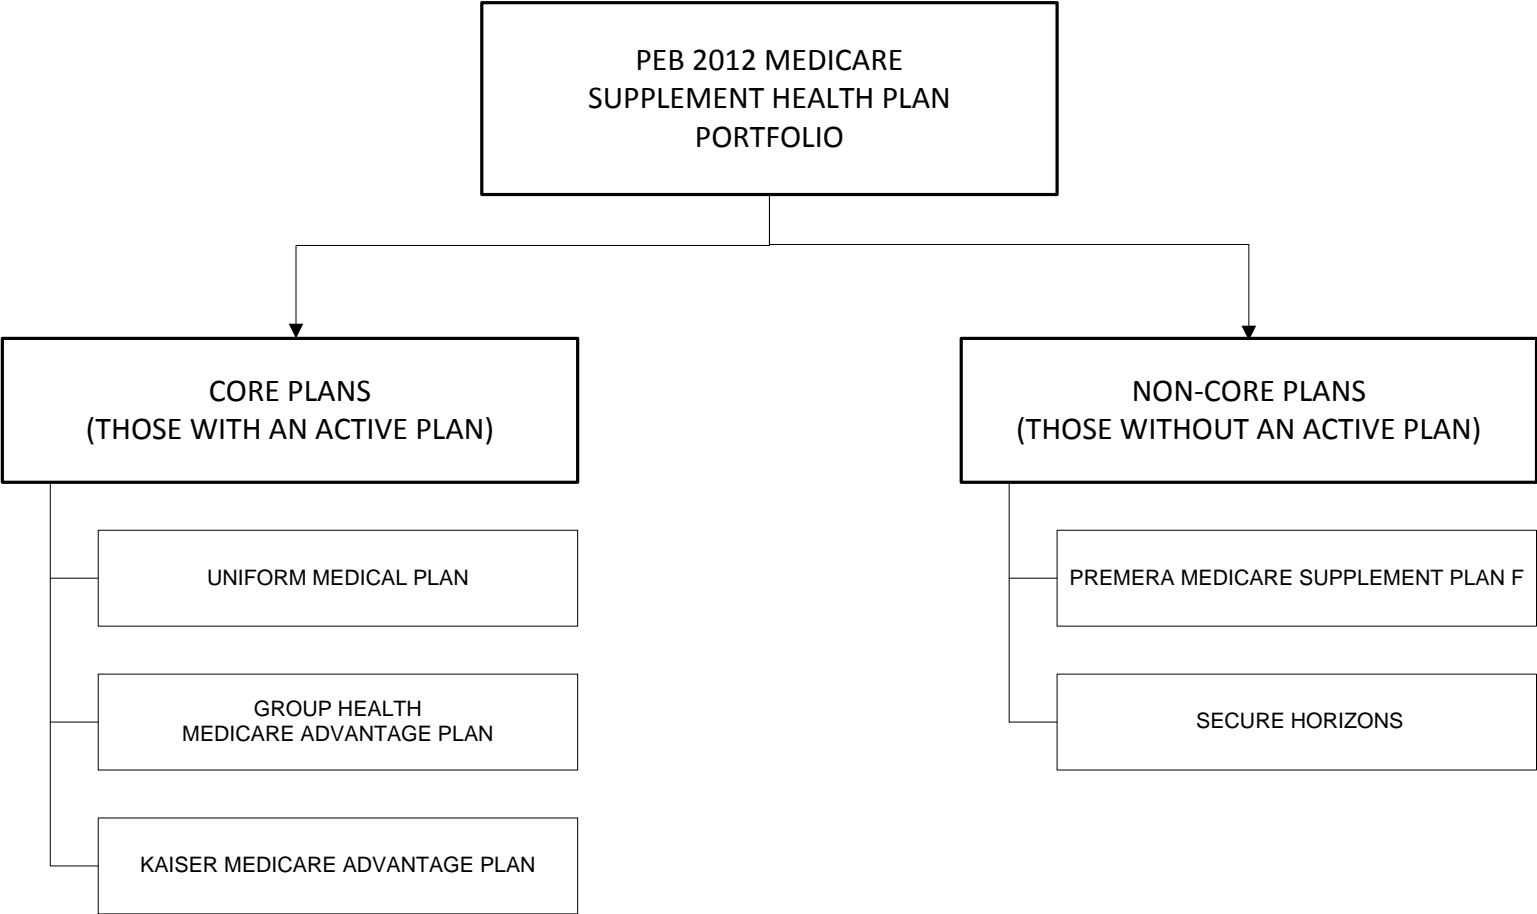 PEB 2012 MEDICARE
SUPPLEMENT HEALTH PLAN
PORTFOLIO
CORE PLANS
(THOSE WITH AN ACTIVE PLAN)
UNIFORM MEDICAL PLAN
GROUP HEALTH
MEDICARE ADVANTAGE PLAN
KAISER MEDICARE ADVANTAGE PLAN
NON-CORE PLANS
(THOSE WITHOUT AN ACTIVE PLAN)
PREMERA MEDICARE SUPPLEMENT PLAN F
SECURE HORIZONS